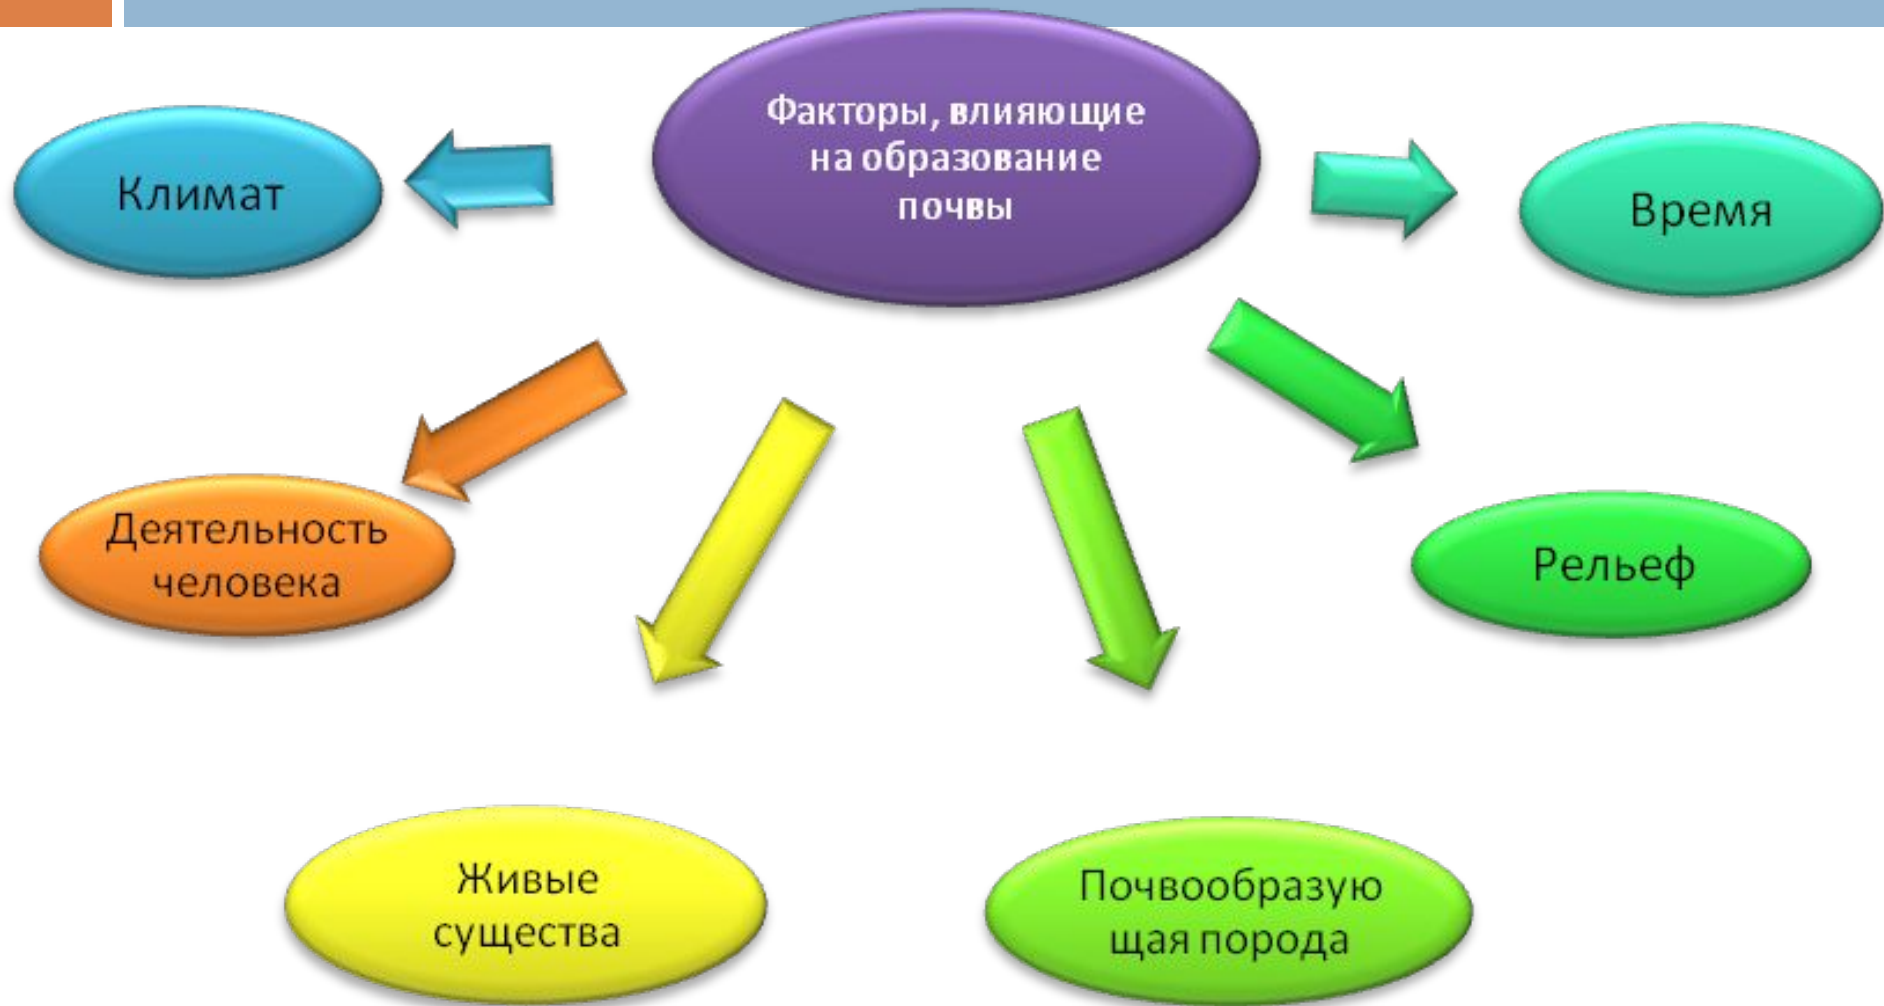 Факторы, влияющие
на образование
почвы
Климат
Время
Деятельность
человека
Рельеф
Живые
существа
Почвообразую
щая порода